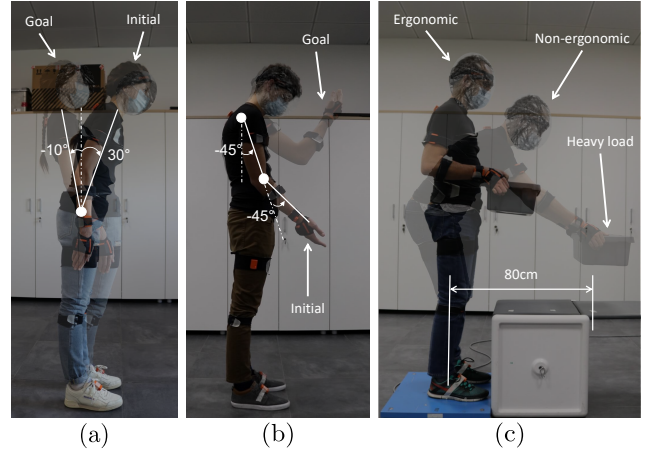 Goal
Initial
-10°
30°
(a)
Goal
-45°
-45°
Initial
(b)
Ergonomic
Non-ergonomic
Heavy load
80cm
(c)